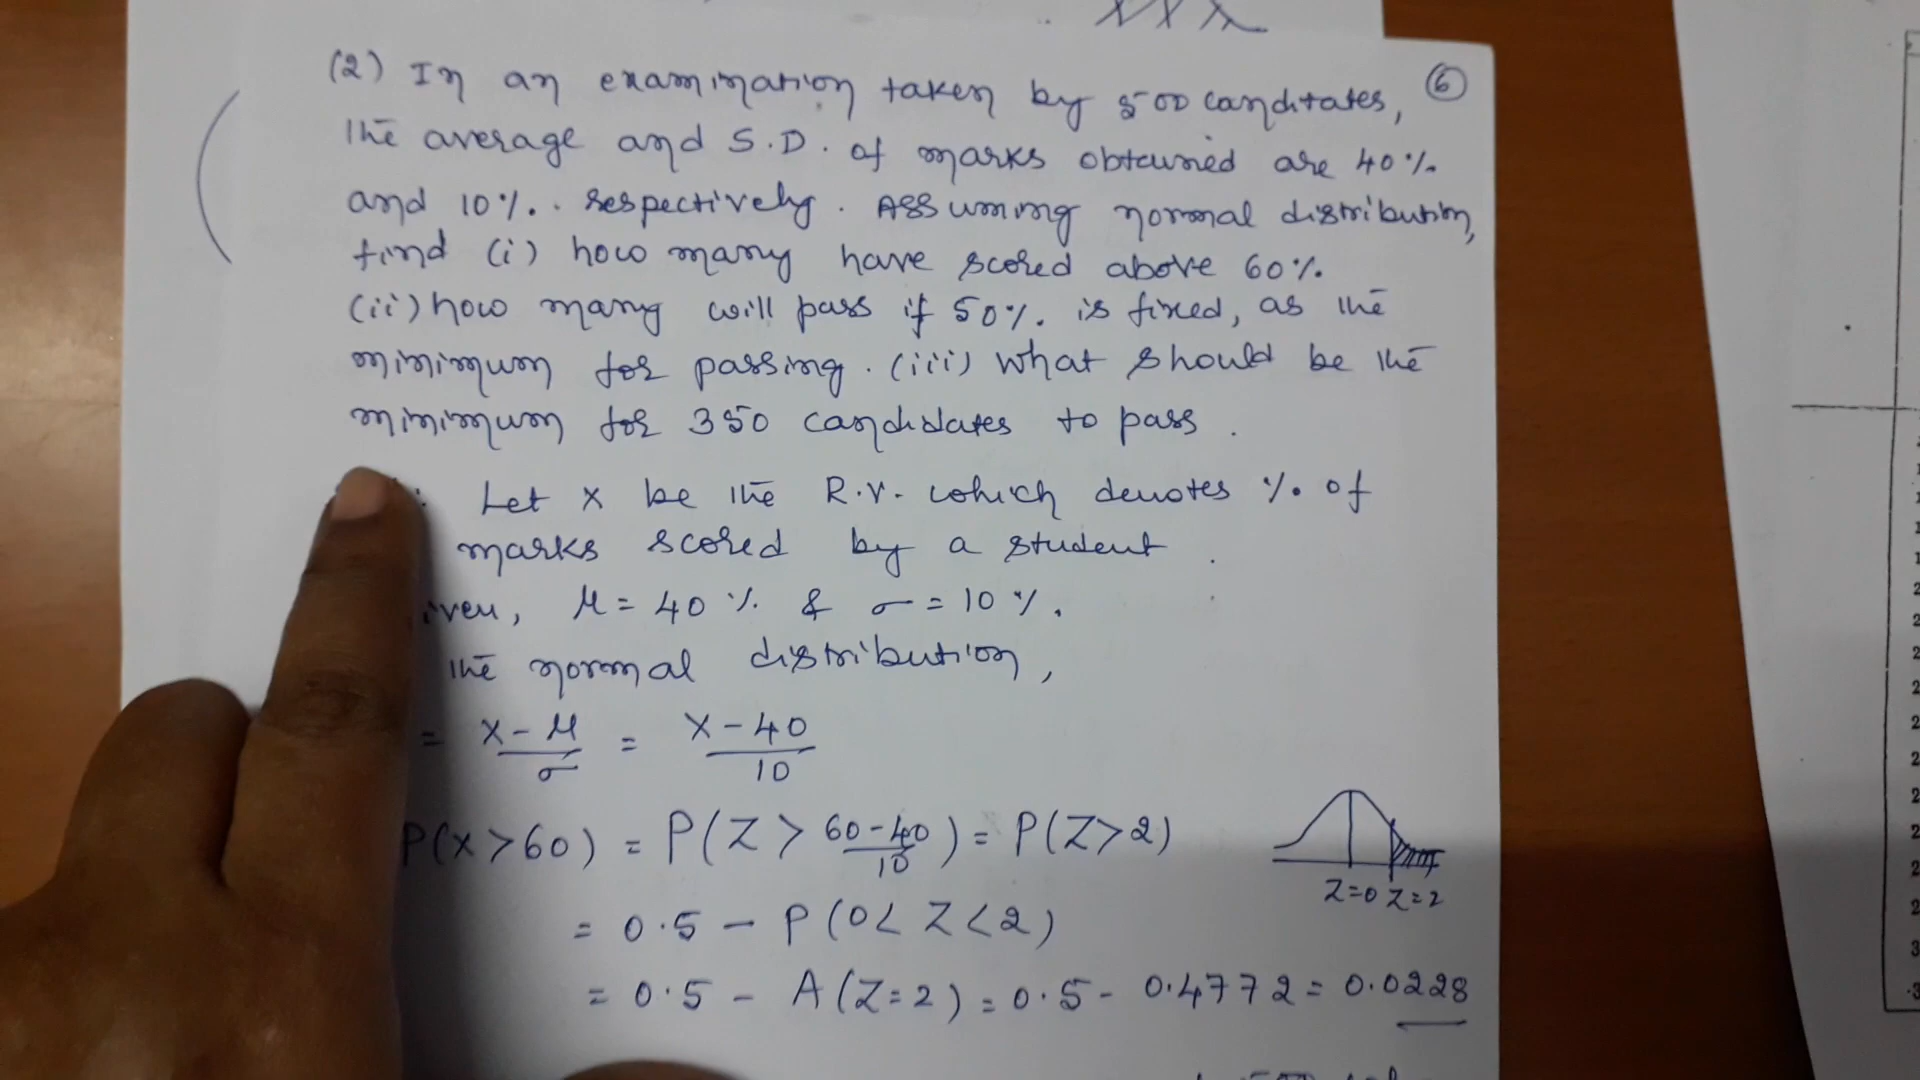 (2) In an examination taken by 500 canditates, (6)
the average and S.D. of marks obtained are 40%
and 10%. respectively. Assuming normal distribution,
find (i) how many have scored above 60%.
(ii) how many will pass if 50%. is fixed, as the
minimum for passing. (iii) what should be the
minimum for 350 candidates to pass.
Let X be the R.V. which denotes % of
marks scored by a student.
iven, μ = 40 % & σ = 10 %.
the normal distribution,
= X - μ / σ = X - 40 / 10
P(X > 60) = P(Z > 60-40 / 10) = P(Z > 2)
Z=0 Z=2
= 0.5 - P(0 < Z < 2)
= 0.5 - A(Z=2) = 0.5 - 0.4772 = 0.0228